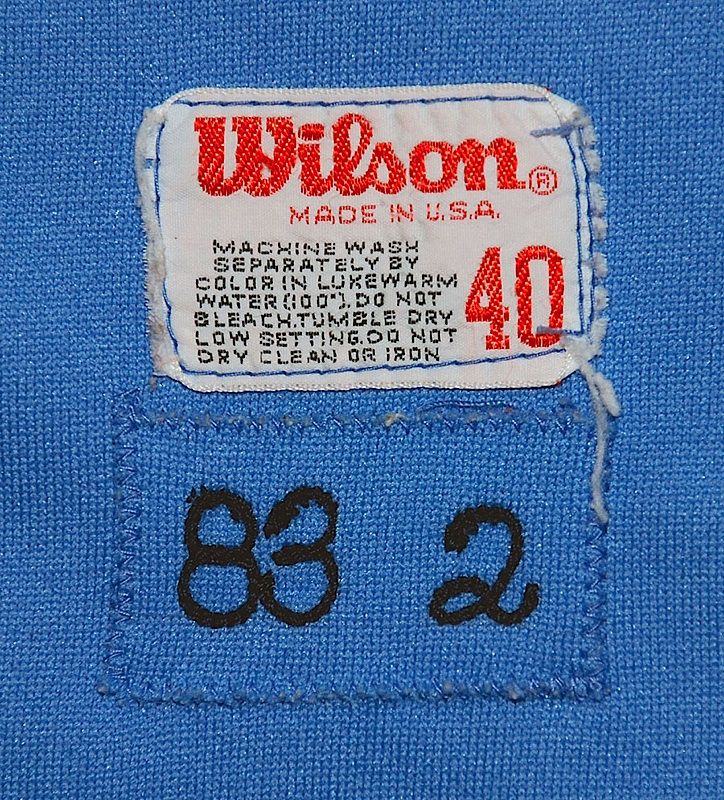 Wilson®
MADE IN U.S.A.
MACHINE WASH
SEPARATELY BY
COLOR IN LUKEWARM
WATER(100°).DO NOT
BLEACH.TUMBLE DRY
LOW SETTING.DO NOT
DRY CLEAN OR IRON
40
83 2